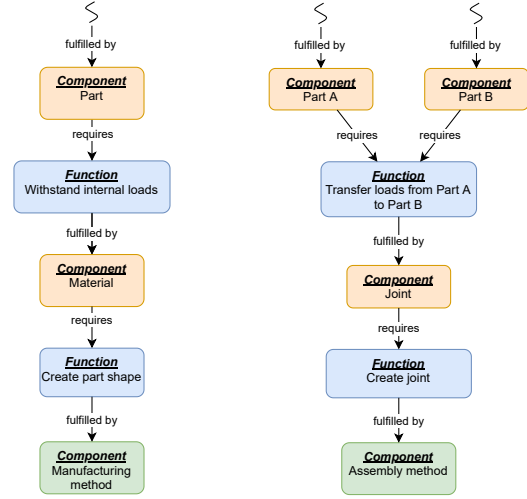 fulfilled by
Component
Part
requires
Function
Withstand internal loads
fulfilled by
Component
Material
requires
Function
Create part shape
fulfilled by
Component
Manufacturing
method
fulfilled by
fulfilled by
Component
Part A
Component
Part B
requires
requires
Function
Transfer loads from Part A
to Part B
fulfilled by
Component
Joint
requires
Function
Create joint
fulfilled by
Component
Assembly method